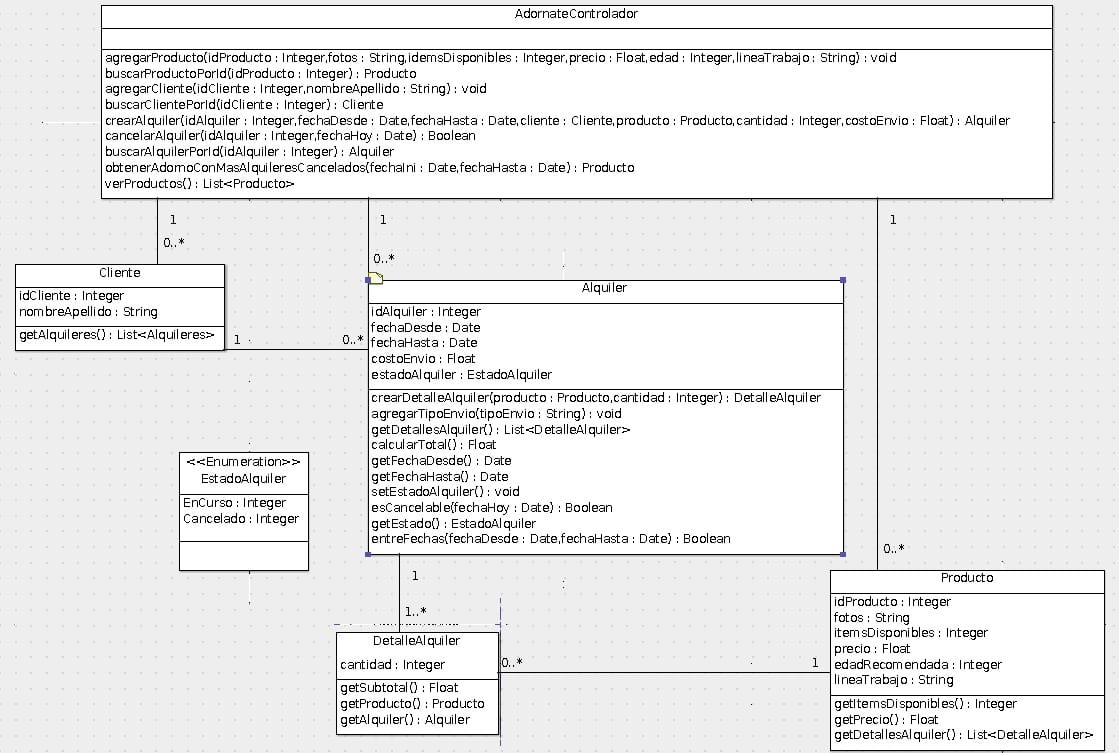 AdornateControlador
agregarProducto(idProducto : Integer,fotos : String,idemsDisponibles : Integer,precio : Float,edad : Integer,lineaTrabajo : String) : void
buscarProductoPorId(idProducto : Integer) : Producto
agregarCliente(idCliente : Integer,nombreApellido : String) : void
buscarClientePorId(idCliente : Integer) : Cliente
crearAlquiler(idAlquiler : Integer,fechaDesde : Date,fechaHasta : Date,cliente : Cliente,producto : Producto,cantidad : Integer,costoEnvio : Float) : Alquiler
cancelarAlquiler(idAlquiler : Integer,fechaHoy : Date) : Boolean
buscarAlquilerPorId(idAlquiler : Integer) : Alquiler
obtenerAdornoConMasAlquileresCancelados(fechaIni : Date,fechaHasta : Date) : Producto
verProductos() : List<Producto>
1
0..*
1
0..*
1
0..*
Cliente
idCliente : Integer
nombreApellido : String
getAlquileres() : List<Alquileres>
1
0..*
Alquiler
idAlquiler : Integer
fechaDesde : Date
fechaHasta : Date
costoEnvio : Float
estadoAlquiler : EstadoAlquiler
crearDetalleAlquiler(producto : Producto,cantidad : Integer) : DetalleAlquiler
agregarTipoEnvio(tipoEnvio : String) : void
getDetallesAlquiler() : List<DetalleAlquiler>
calcularTotal() : Float
getFechaDesde() : Date
getFechaHasta() : Date
setEstadoAlquiler() : void
esCancelable(fechaHoy : Date) : Boolean
getEstado() : EstadoAlquiler
entreFechas(fechaDesde : Date,fechaHasta : Date) : Boolean
<<Enumeration>>
EstadoAlquiler
EnCurso : Integer
Cancelado : Integer
1
1..*
DetalleAlquiler
cantidad : Integer
getSubtotal() : Float
getProducto() : Producto
getAlquiler() : Alquiler
0..*
1
Producto
idProducto : Integer
fotos : String
itemsDisponibles : Integer
precio : Float
edadRecomendada : Integer
lineaTrabajo : String
getItemsDisponibles() : Integer
getPrecio() : Float
getDetallesAlquiler() : List<DetalleAlquiler>